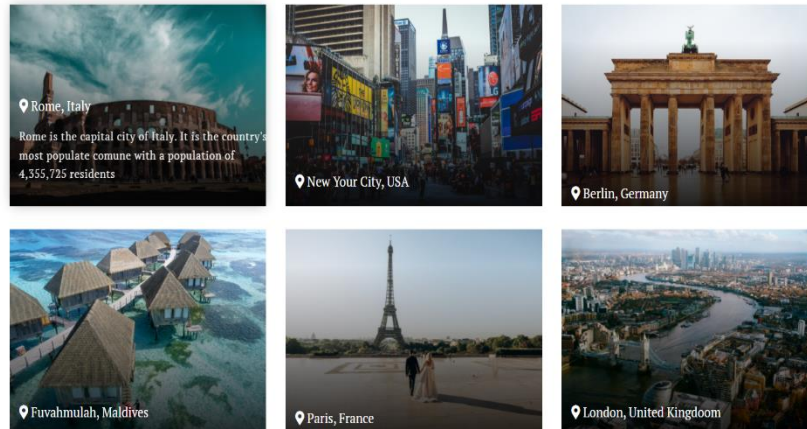 Rome, Italy
Rome is the capital city of Italy. It is the country's
most populate comune with a population of
4,355,725 residents
New Your City, USA
LG
Berlin, Germany
Fuvahmulah, Maldives
Paris, France
London, United Kingdoom